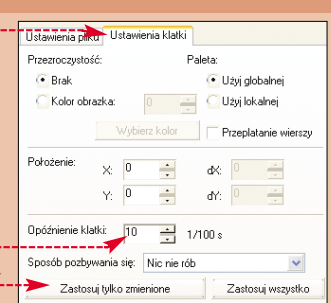 Ustawienia pliku Ustawienia klatki
Przezroczystość: Paleta:
Brak Użyj globalnej
Kolor obrazka: 0 Użyj lokalnej
Wybierz kolor Przeplatanie wierszy
Położenie: X: 0 dX: 0
Y: 0 dY: 0
Opóźnienie klatki: 10 1/100 s
Sposób pozbywania się: Nic nie rób
Zastosuj tylko zmienione Zastosuj wszystko